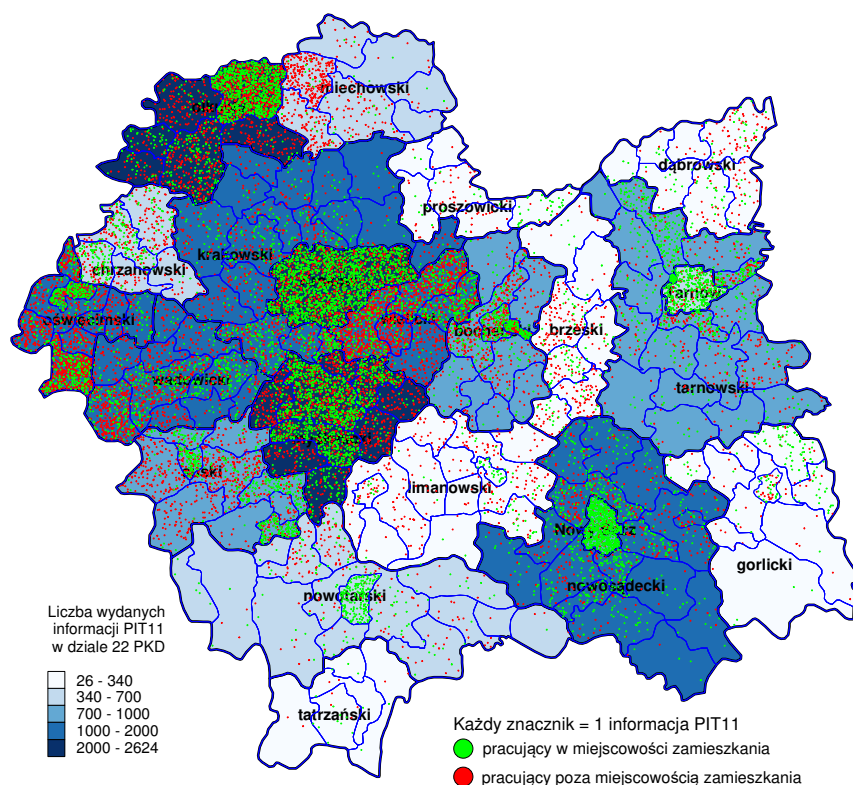 miechowski
dąbrowski
proszowicki
krakowski
chrzanowski
oświęcimski
bocheński
brzeski
wadowicki
tarnowski
limanowski
Nowy Sącz
gorlicki
nowosądecki
nowotarski
tatrzański
Liczba wydanych
informacji PIT11
w dziale 22 PKD
26 - 340
340 - 700
700 - 1000
1000 - 2000
2000 - 2624
Każdy znacznik = 1 informacja PIT11
pracujący w miejscowości zamieszkania
pracujący poza miejscowością zamieszkania